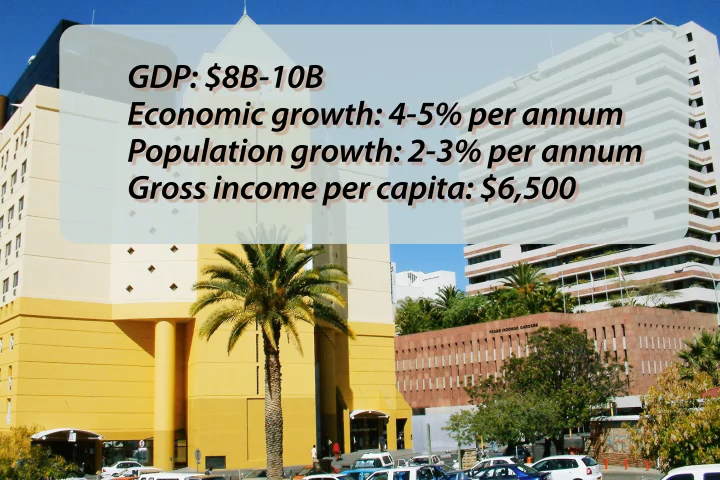 GDP: $8B-10B
Economic growth: 4-5% per annum
Population growth: 2-3% per annum
Gross income per capita: $6,500